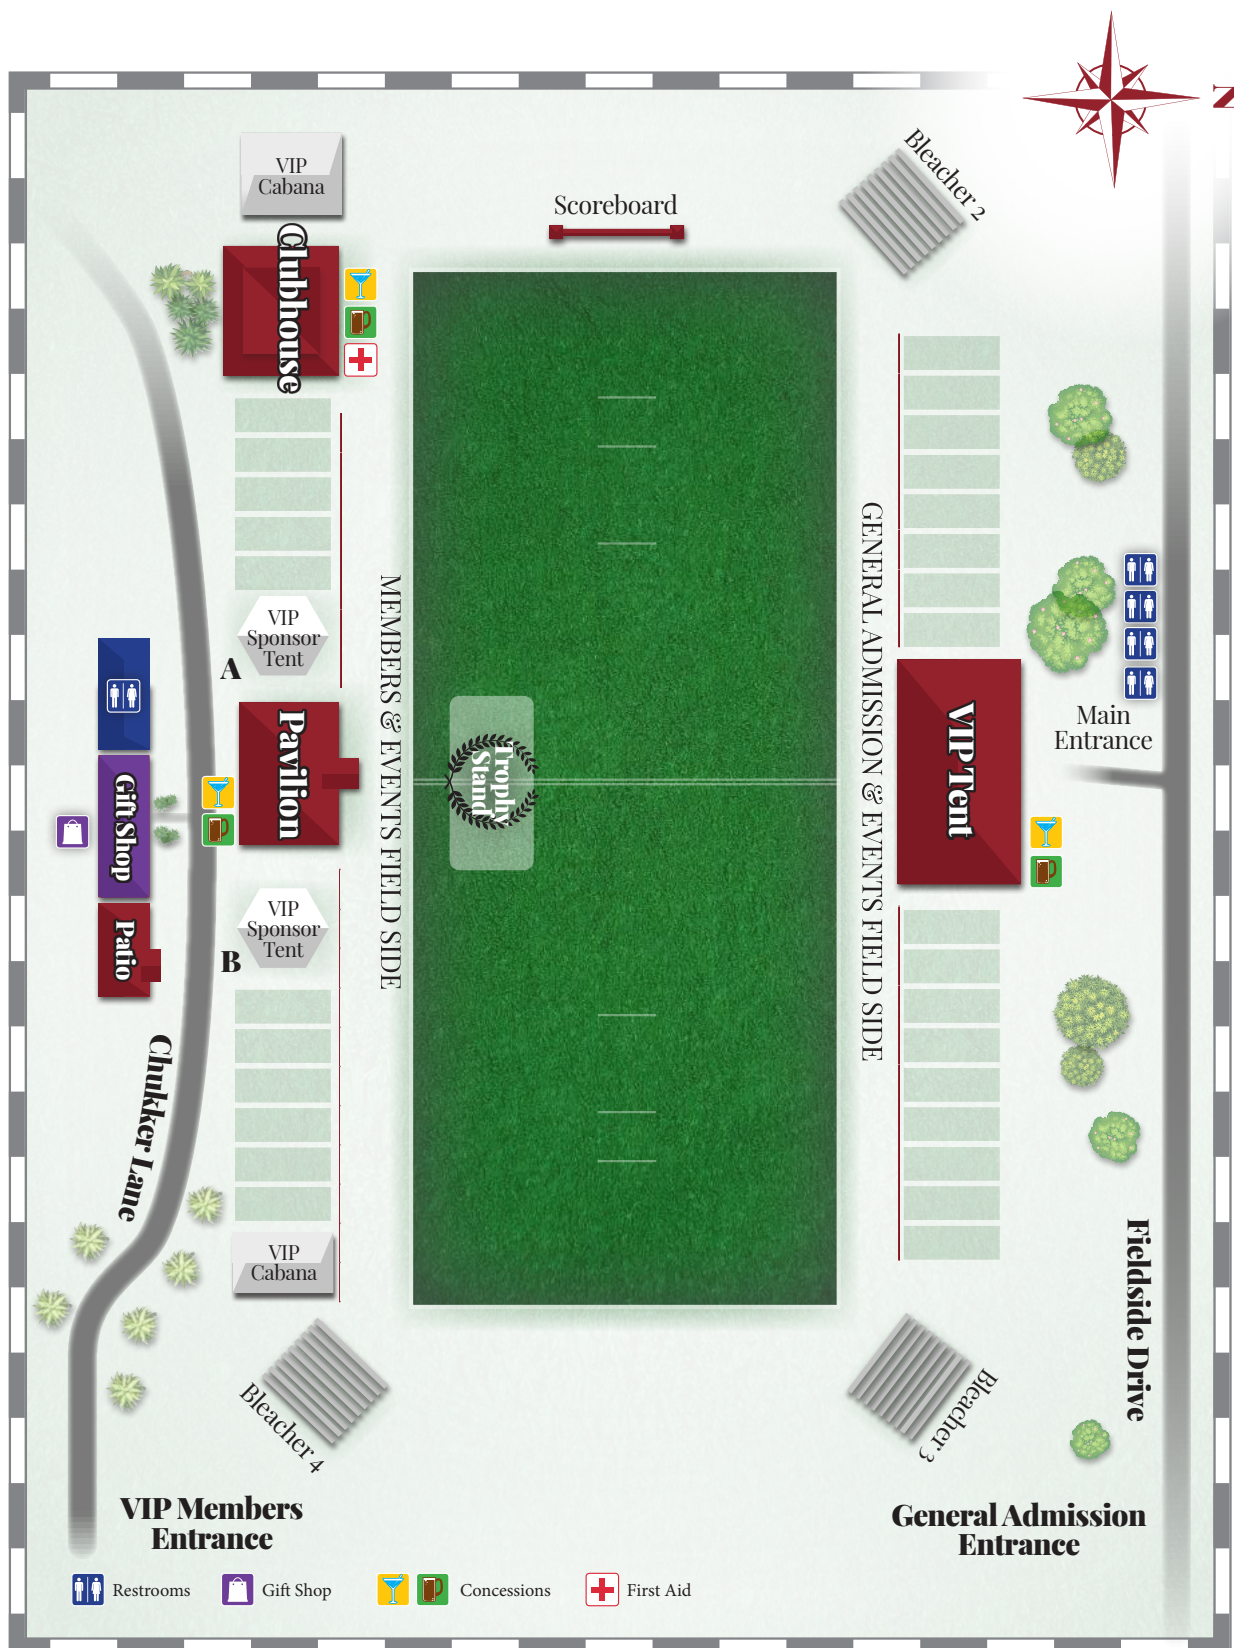 N
VIP
Cabana
Scoreboard
Bleacher 2
Clubhouse
VIP
Sponsor
Tent
A
MEMBERS & EVENTS FIELD SIDE
GENERAL ADMISSION & EVENTS FIELD SIDE
Main
Entrance
Pavilion
Trophy
Stand
VIP Tent
Gift Shop
Patio
VIP
Sponsor
Tent
B
Chukker Lane
VIP
Cabana
Fieldside Drive
Bleacher 4
Bleacher 3
VIP Members
Entrance
General Admission
Entrance
Restrooms
Gift Shop
Concessions
First Aid